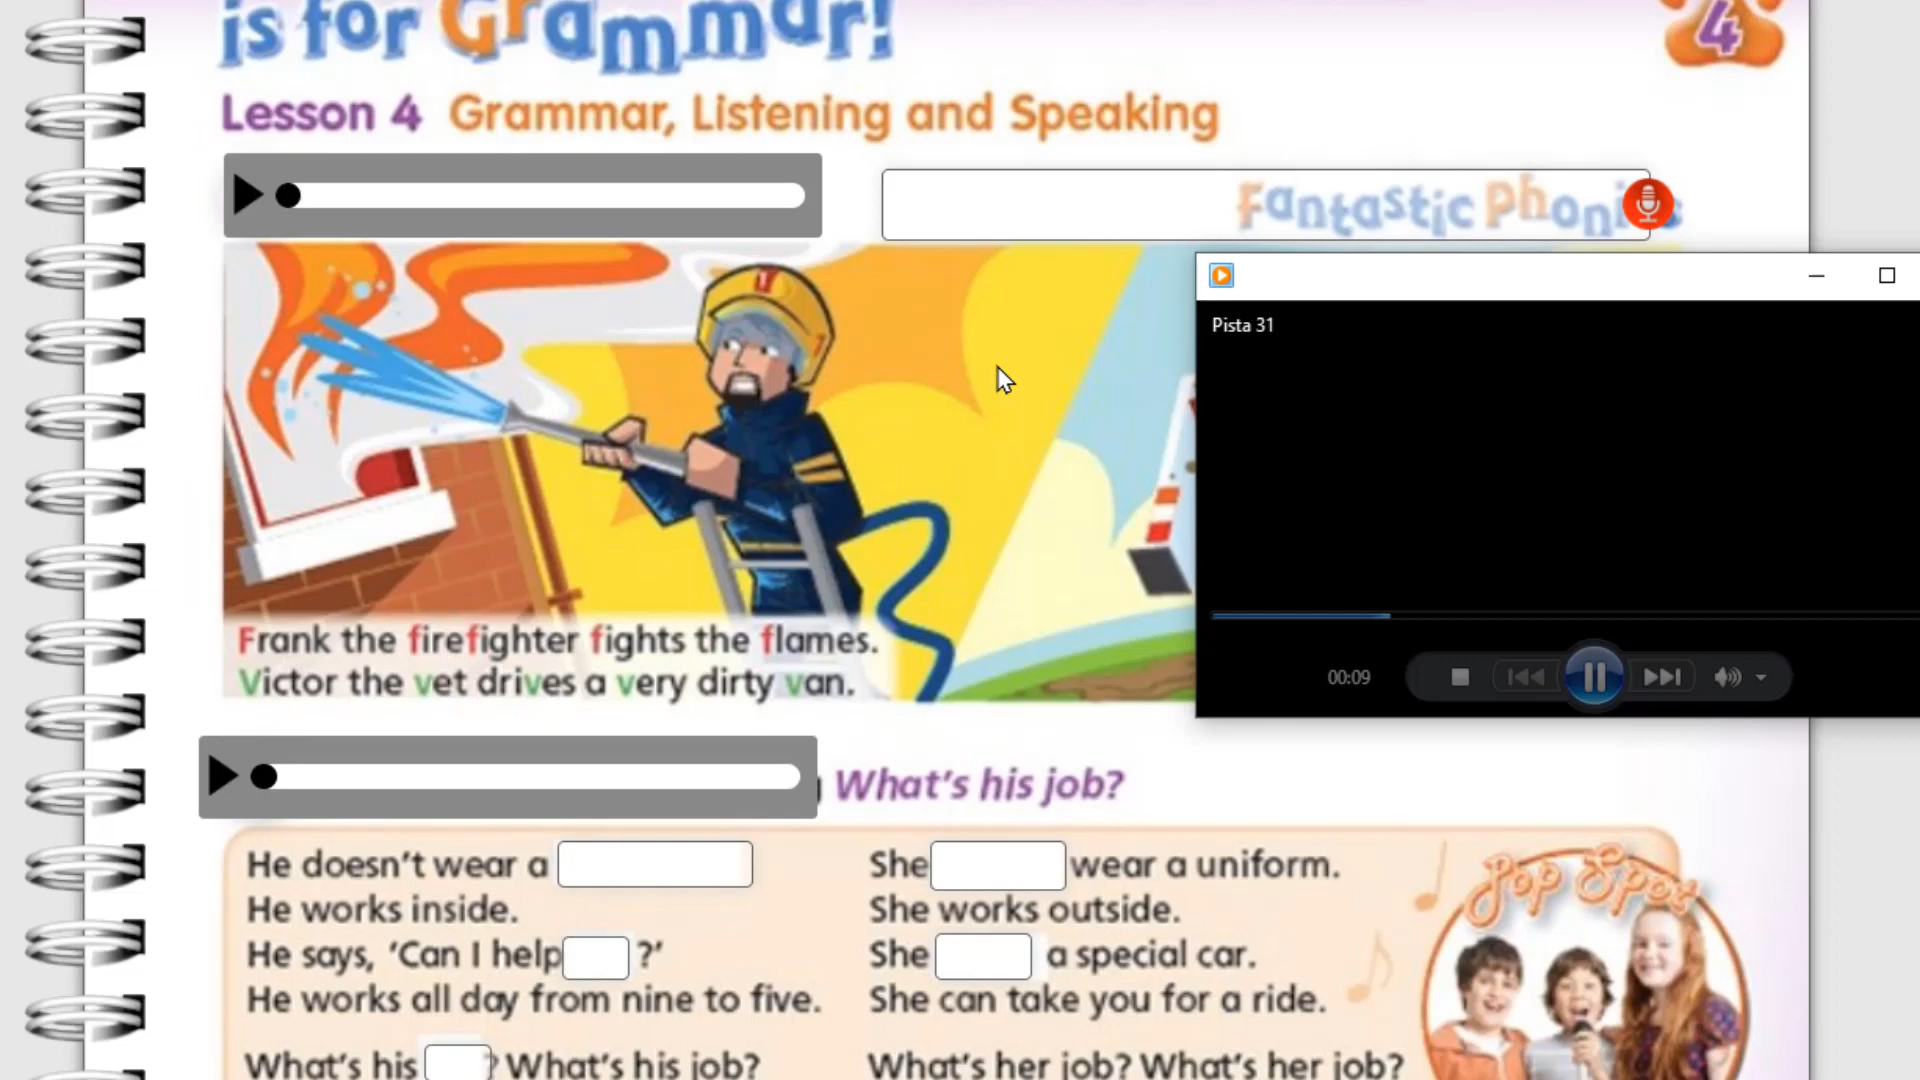 is for Grammar!
4
Lesson 4 Grammar, Listening and Speaking
Fantastic Phonics
Pista 31
1
Frank the firefighter fights the flames.
Victor the vet drives a very dirty van.
00:09
What's his job?
He doesn't wear a
He works inside.
He says, 'Can I help ?'
He works all day from nine to five.
What's his ? What's his job?
She wear a uniform.
She works outside.
She a special car.
She can take you for a ride.
What's her job? What's her job?
Pop Spot